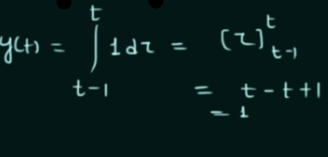 y(t) = ∫_{t-1}^{t} 1 dτ = [τ]_{t-1}^{t}
= t - t + 1
= 1